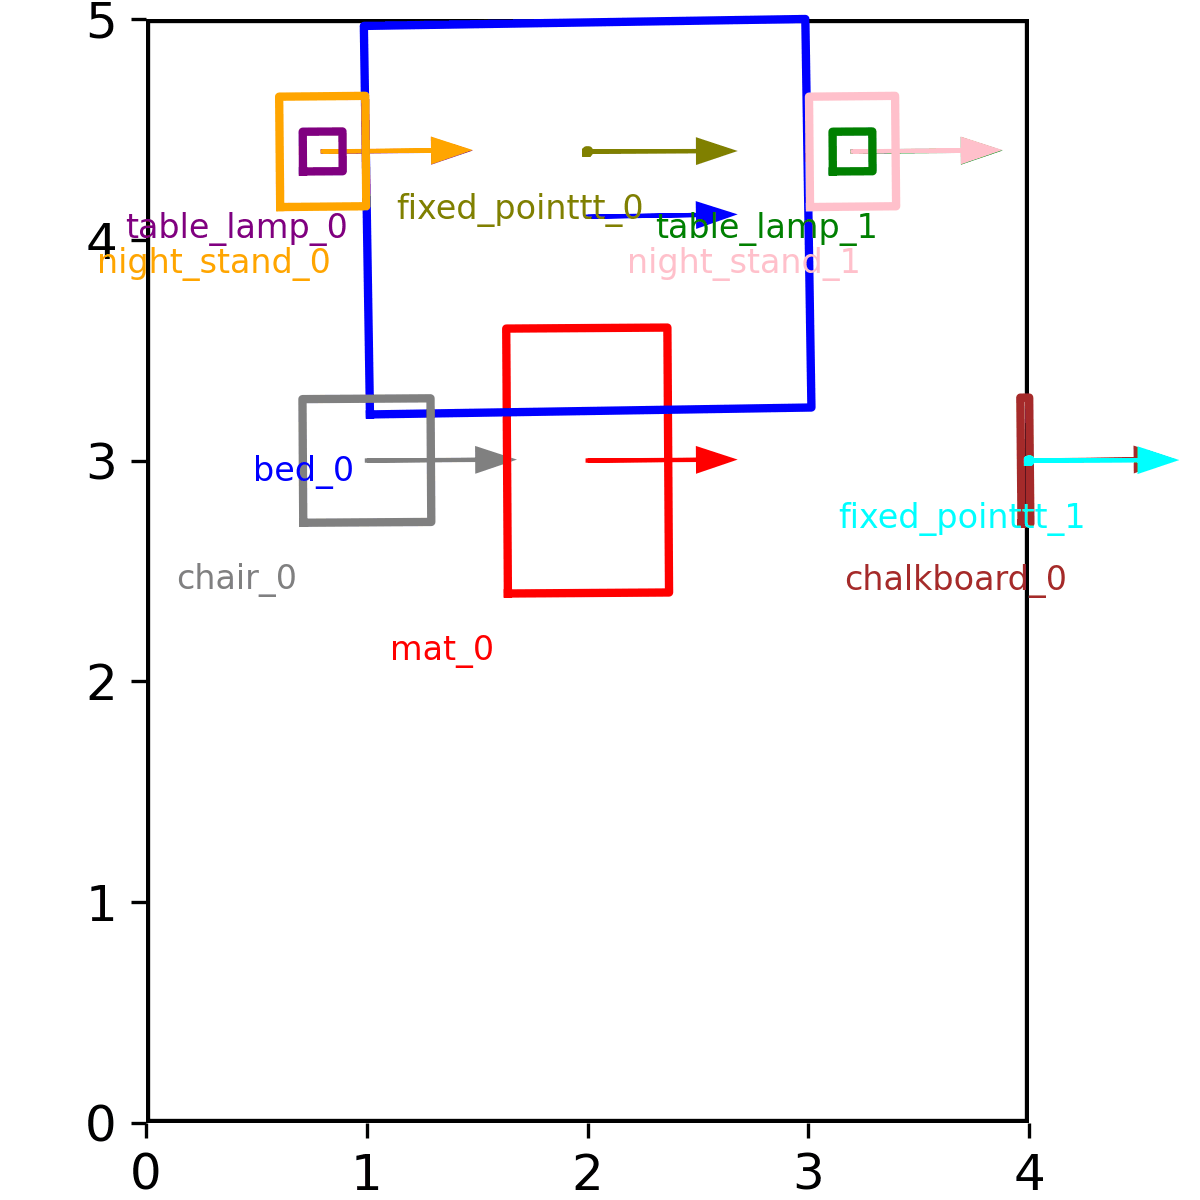 5
fixed_pointtt_0
table_lamp_0
table_lamp_1
4
night_stand_0
night_stand_1
3
bed_0
fixed_pointtt_1
chair_0
chalkboard_0
mat_0
2
1
0
0 1 2 3 4